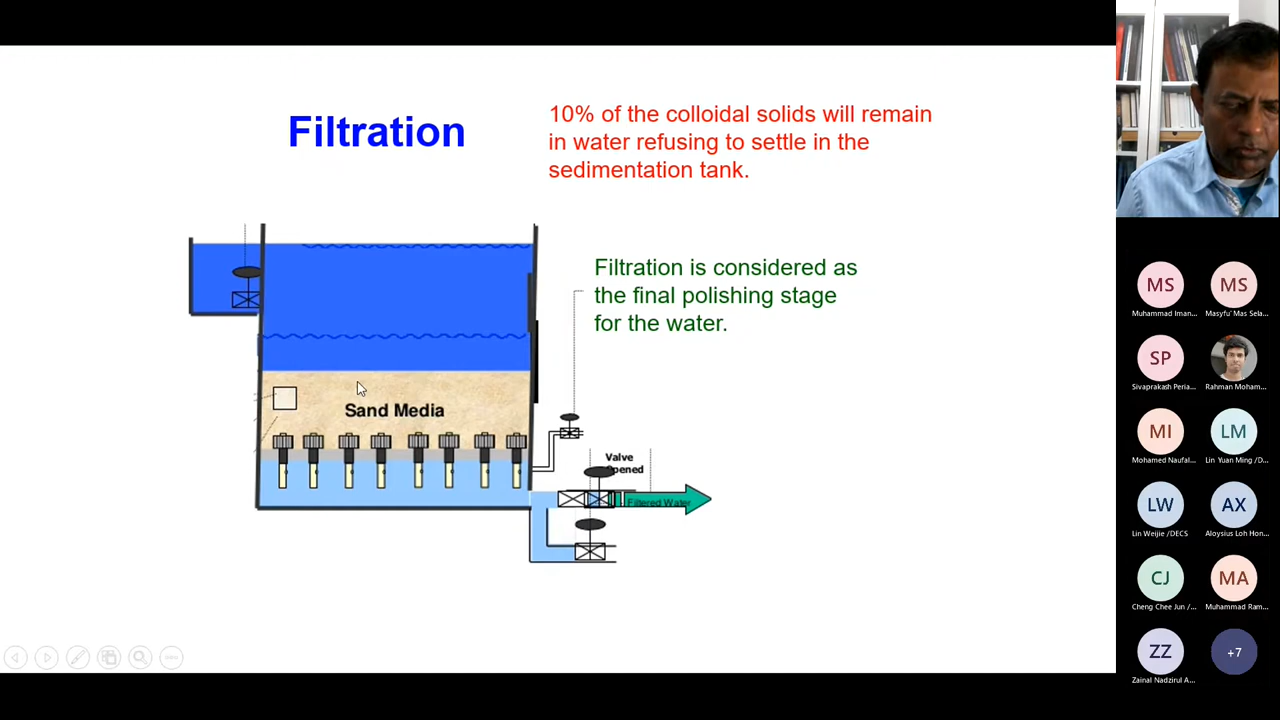 Filtration
10% of the colloidal solids will remain
in water refusing to settle in the
sedimentation tank.
Filtration is considered as
the final polishing stage
for the water.
Sand Media
Valve
Opened
Filtered Water
MS
Muhammad Iman...
MS
Masyfu' Mas Sela...
SP
Sivaprakash Peria...
Rahman Moham...
MI
Mohamed Naufal...
LM
Lin Yuan Ming /D...
LW
Lin Weijie /DECS
AX
Aloysius Loh Hon...
CJ
Cheng Chee Jun /...
MA
Muhammad Ram...
ZZ
Zainal Nadzirul A...
+7